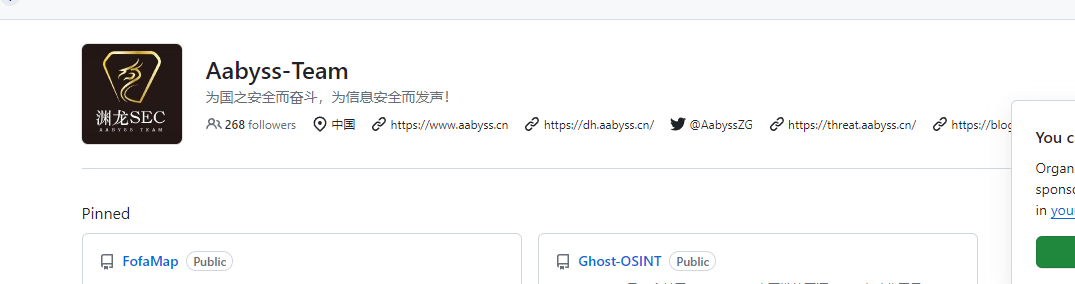 Aabyss-Team
为国之安全而奋斗，为信息安全而发声！
268 followers 中国 https://www.aabyss.cn https://dh.aabyss.cn/ @AabyssZG https://threat.aabyss.cn/ https://blog
渊龙SEC
AABYSS TEAM
You c
Organ
sponso
in your
Pinned
FofaMap Public
Ghost-OSINT Public